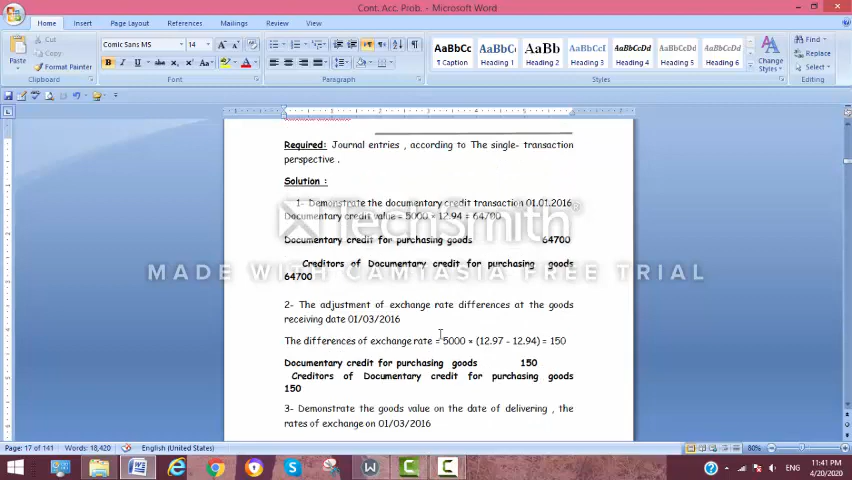 Cont. Acc. Prob. - Microsoft Word
Home Insert Page Layout References Mailings Review View
Cut
Copy
Format Painter
Paste
Clipboard
Comic Sans MS 14
Font
Paragraph
AaBbCc AaBbCc AaBb AaBbCcI AaBbCcDd AaBbCcDd AaBbCcDd
¶ Caption Heading 1 Heading 2 Heading 3 Heading 4 Heading 5 Heading 6
Change Styles
Styles
Find
Replace
Select
Editing
Required: Journal entries , according to The single- transaction
perspective .
Solution :
1- Demonstrate the documentary credit transaction 01.01.2016
Documentary credit value = 5000 × 12.94 = 64700
Documentary credit for purchasing goods 64700
Creditors of Documentary credit for purchasing goods
64700
TechSmith®
MADE WITH CAMTASIA FREE TRIAL
2- The adjustment of exchange rate differences at the goods
receiving date 01/03/2016
The differences of exchange rate = 5000 × (12.97 - 12.94) = 150
Documentary credit for purchasing goods 150
Creditors of Documentary credit for purchasing goods
150
3- Demonstrate the goods value on the date of delivering , the
rates of exchange on 01/03/2016
Page: 17 of 141 Words: 18,420 English (United States) 80%
ENG
11:41 PM
4/20/2020